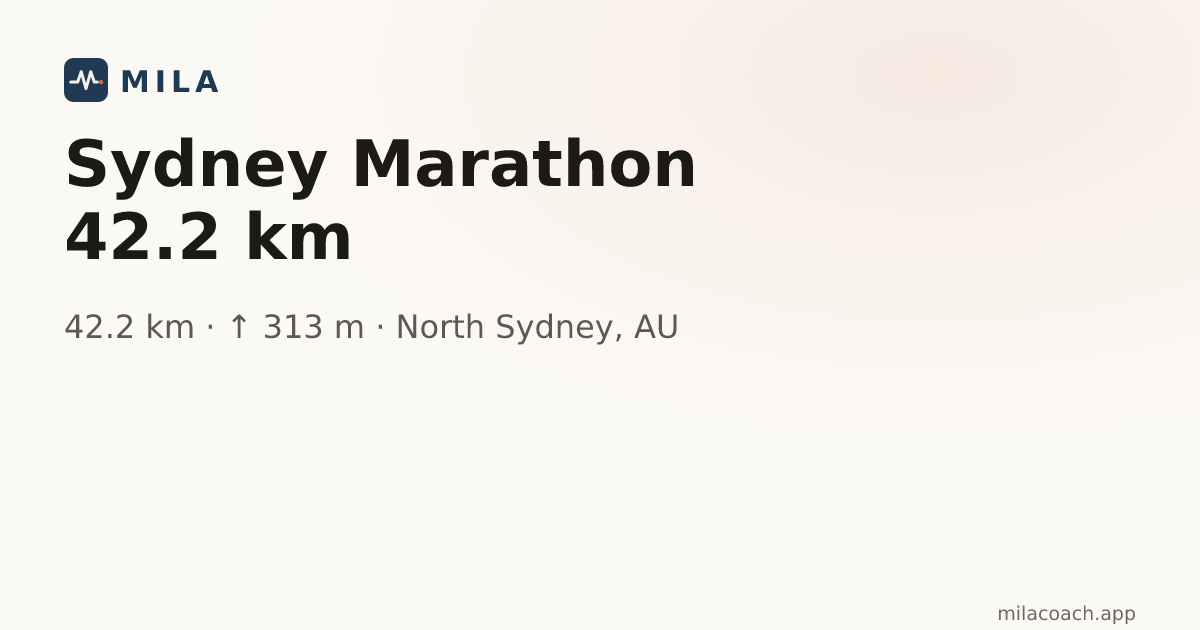 MILA
Sydney Marathon
42.2 km
42.2 km · ↑ 313 m · North Sydney, AU
milacoach.app